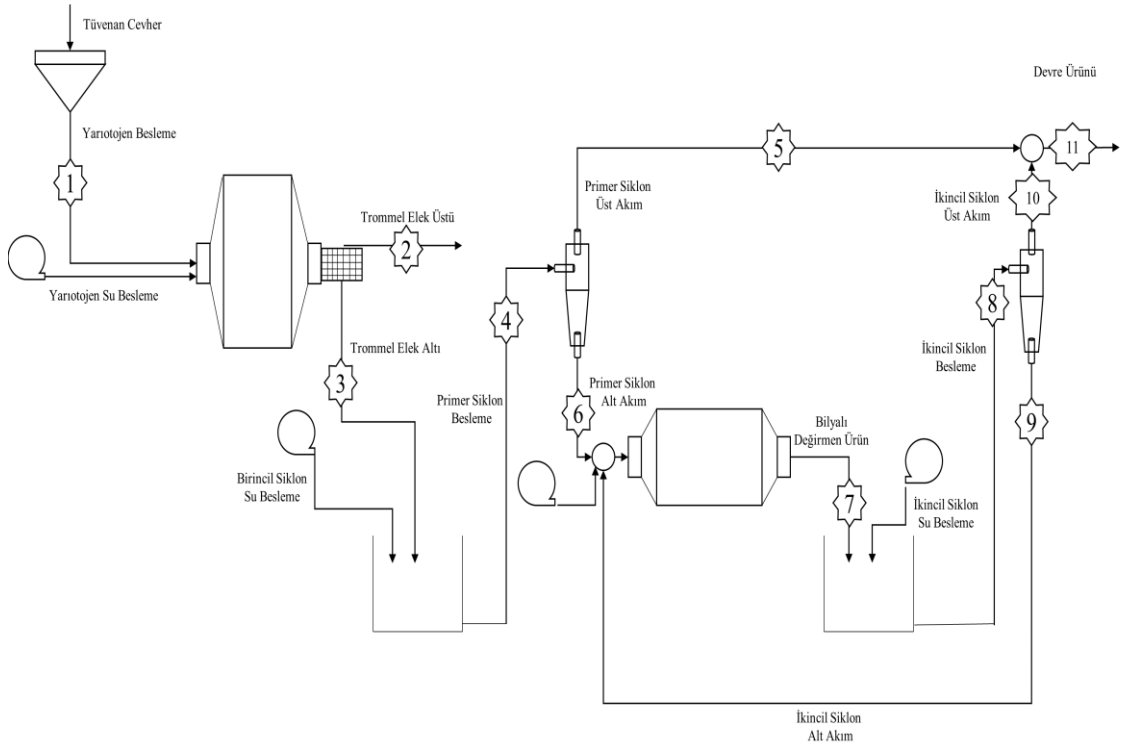 Tüvenan Cevher
Yarıotojen Besleme
1
Yarıotojen Su Besleme
Trommel Elek Üstü
2
Trommel Elek Altı
3
Birincil Siklon
Su Besleme
Primer Siklon
Besleme
4
Primer Siklon
Üst Akım
5
Primer Siklon
Alt Akım
6
Bilyalı
Değirmen Ürün
7
İkincil Siklon
Su Besleme
İkincil Siklon
Besleme
8
İkincil Siklon
Üst Akım
10
Devre Ürünü
11
9
İkincil Siklon
Alt Akım